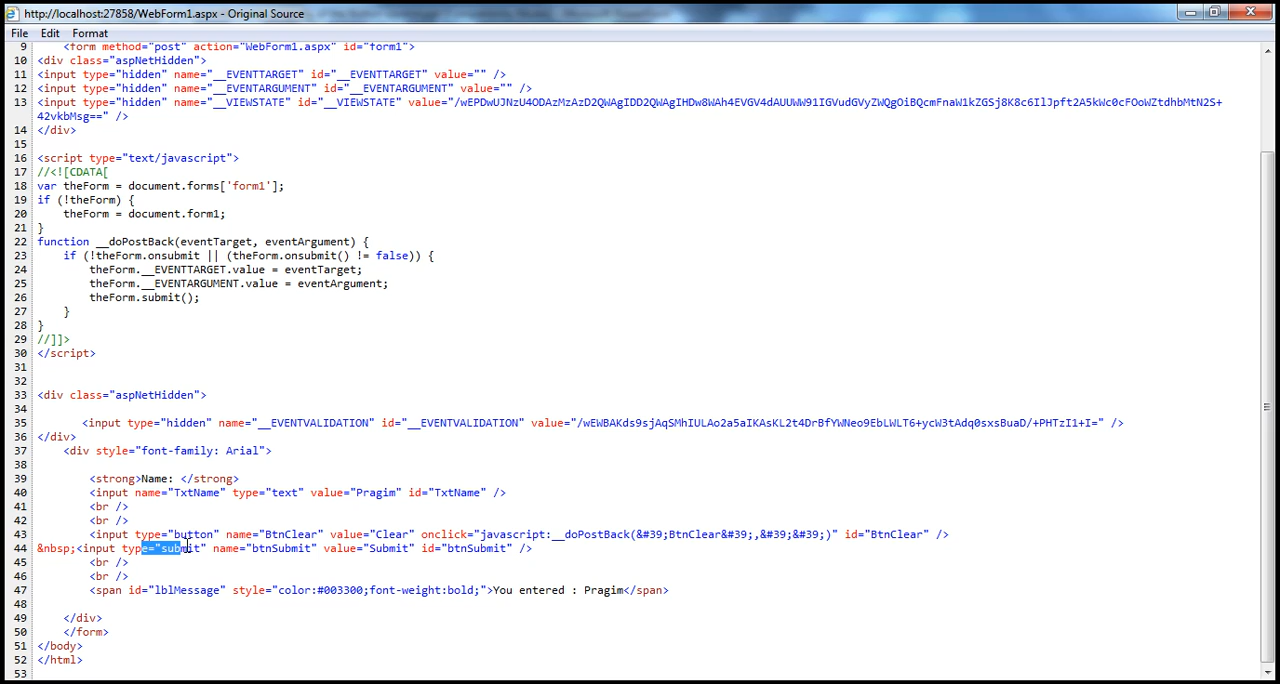 http://localhost:27858/WebForm1.aspx - Original Source
File Edit Format
9 <form method="post" action="WebForm1.aspx" id="form1">
10 <div class="aspNetHidden">
11 <input type="hidden" name="__EVENTTARGET" id="__EVENTTARGET" value="" />
12 <input type="hidden" name="__EVENTARGUMENT" id="__EVENTARGUMENT" value="" />
13 <input type="hidden" name="__VIEWSTATE" id="__VIEWSTATE" value="/wEPDwUJNzU4ODAzMzAzD2QWAgIDD2QWAgIHDw8WAh4EVGV4dAUUWW91IGVudGVyZWQgOiBQcmFnaW1kZGSj8K8c6IlJpft2A5kWc0cFOoWZtdhbMtN2S+
42vkbMsg==" />
14 </div>
15
16 <script type="text/javascript">
17 //<![CDATA[
18 var theForm = document.forms['form1'];
19 if (!theForm) {
20 theForm = document.form1;
21 }
22 function __doPostBack(eventTarget, eventArgument) {
23 if (!theForm.onsubmit || (theForm.onsubmit() != false)) {
24 theForm.__EVENTTARGET.value = eventTarget;
25 theForm.__EVENTARGUMENT.value = eventArgument;
26 theForm.submit();
27 }
28 }
29 //]]>
30 </script>
31
32
33 <div class="aspNetHidden">
34
35 <input type="hidden" name="__EVENTVALIDATION" id="__EVENTVALIDATION" value="/wEWBAKds9sjAqSMhIULAo2a5aIKAsKL2t4DrBfYWNeo9EbLWLT6+ycW3tAdq0sxsBuaD/+PHTzI1+I=" />
36 </div>
37 <div style="font-family: Arial">
38
39 <strong>Name: </strong>
40 <input name="TxtName" type="text" value="Pragim" id="TxtName" />
41 <br />
42 <br />
43 <input type="button" name="BtnClear" value="Clear" onclick="javascript:__doPostBack(&#39;BtnClear&#39;,&#39;&#39;)" id="BtnClear" />
44 &nbsp;<input type="submit" name="btnSubmit" value="Submit" id="btnSubmit" />
45 <br />
46 <br />
47 <span id="lblMessage" style="color:#003300;font-weight:bold;">You entered : Pragim</span>
48
49 </div>
50 </form>
51 </body>
52 </html>
53